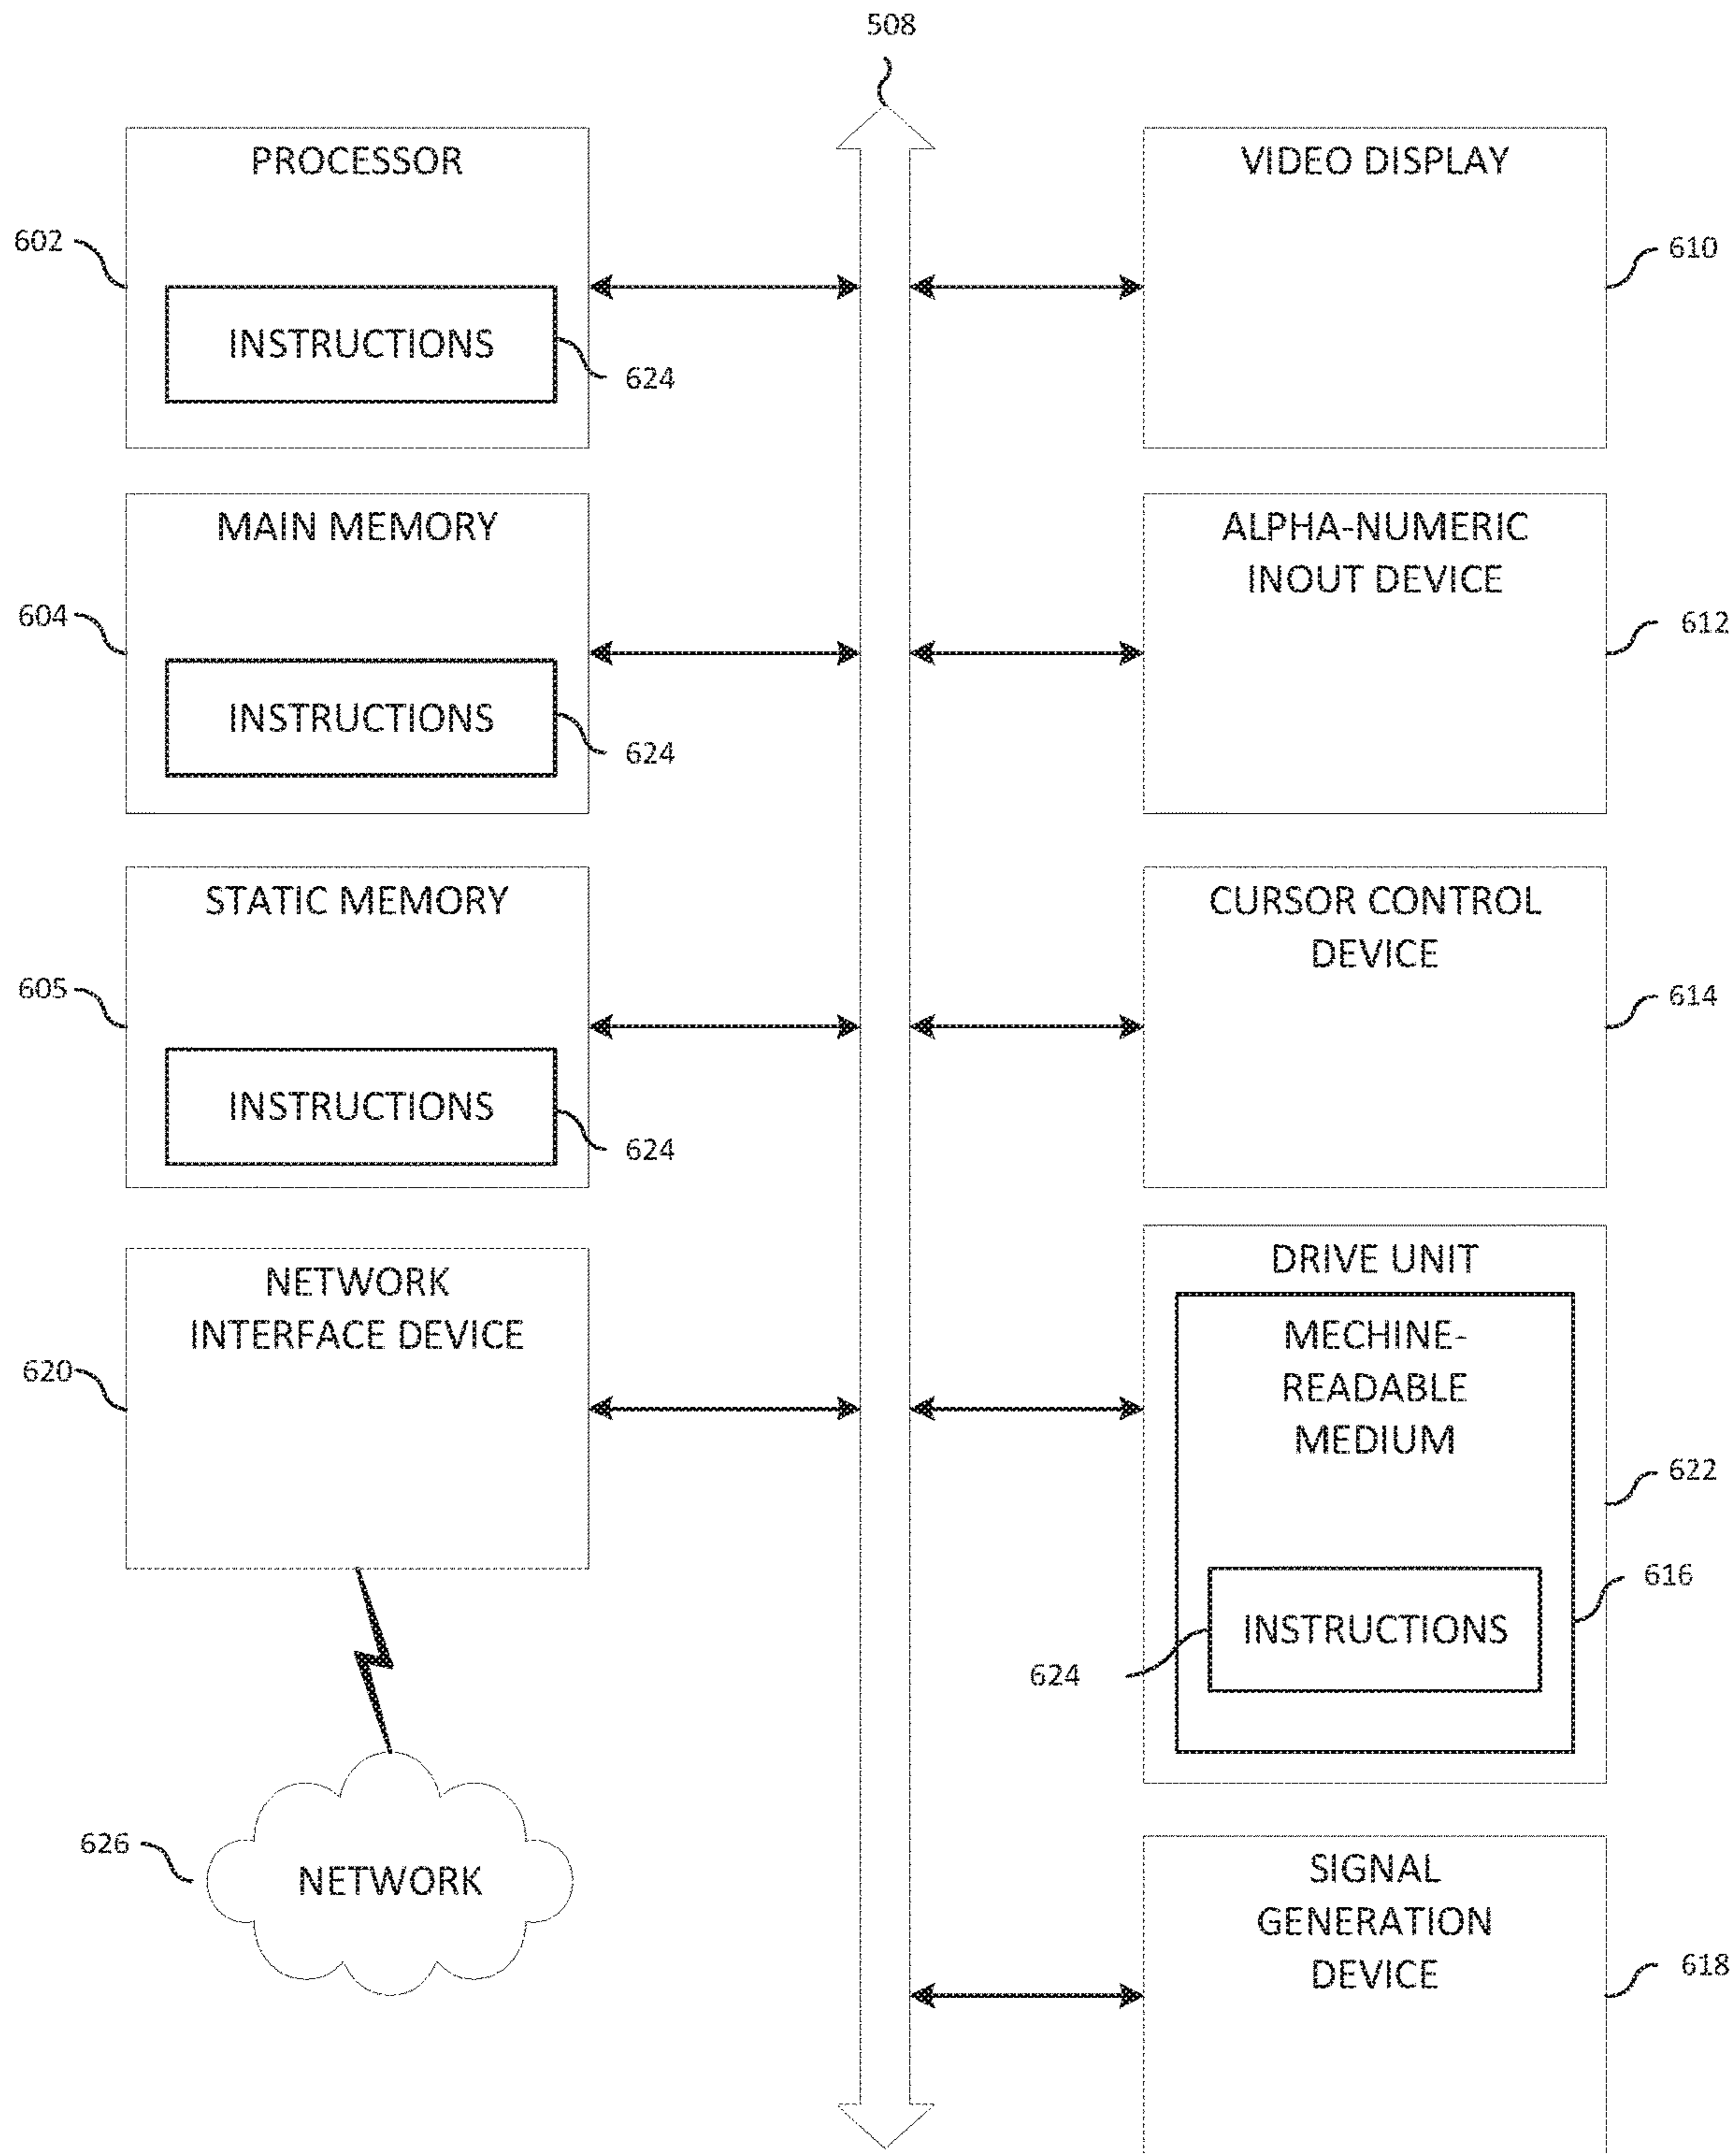 508
PROCESSOR
602
INSTRUCTIONS
624
VIDEO DISPLAY
610
MAIN MEMORY
604
INSTRUCTIONS
624
ALPHA-NUMERIC
INOUT DEVICE
612
STATIC MEMORY
605
INSTRUCTIONS
624
CURSOR CONTROL
DEVICE
614
NETWORK
INTERFACE DEVICE
620
DRIVE UNIT
MECHINE-
READABLE
MEDIUM
622
616
INSTRUCTIONS
624
626
NETWORK
SIGNAL
GENERATION
DEVICE
618